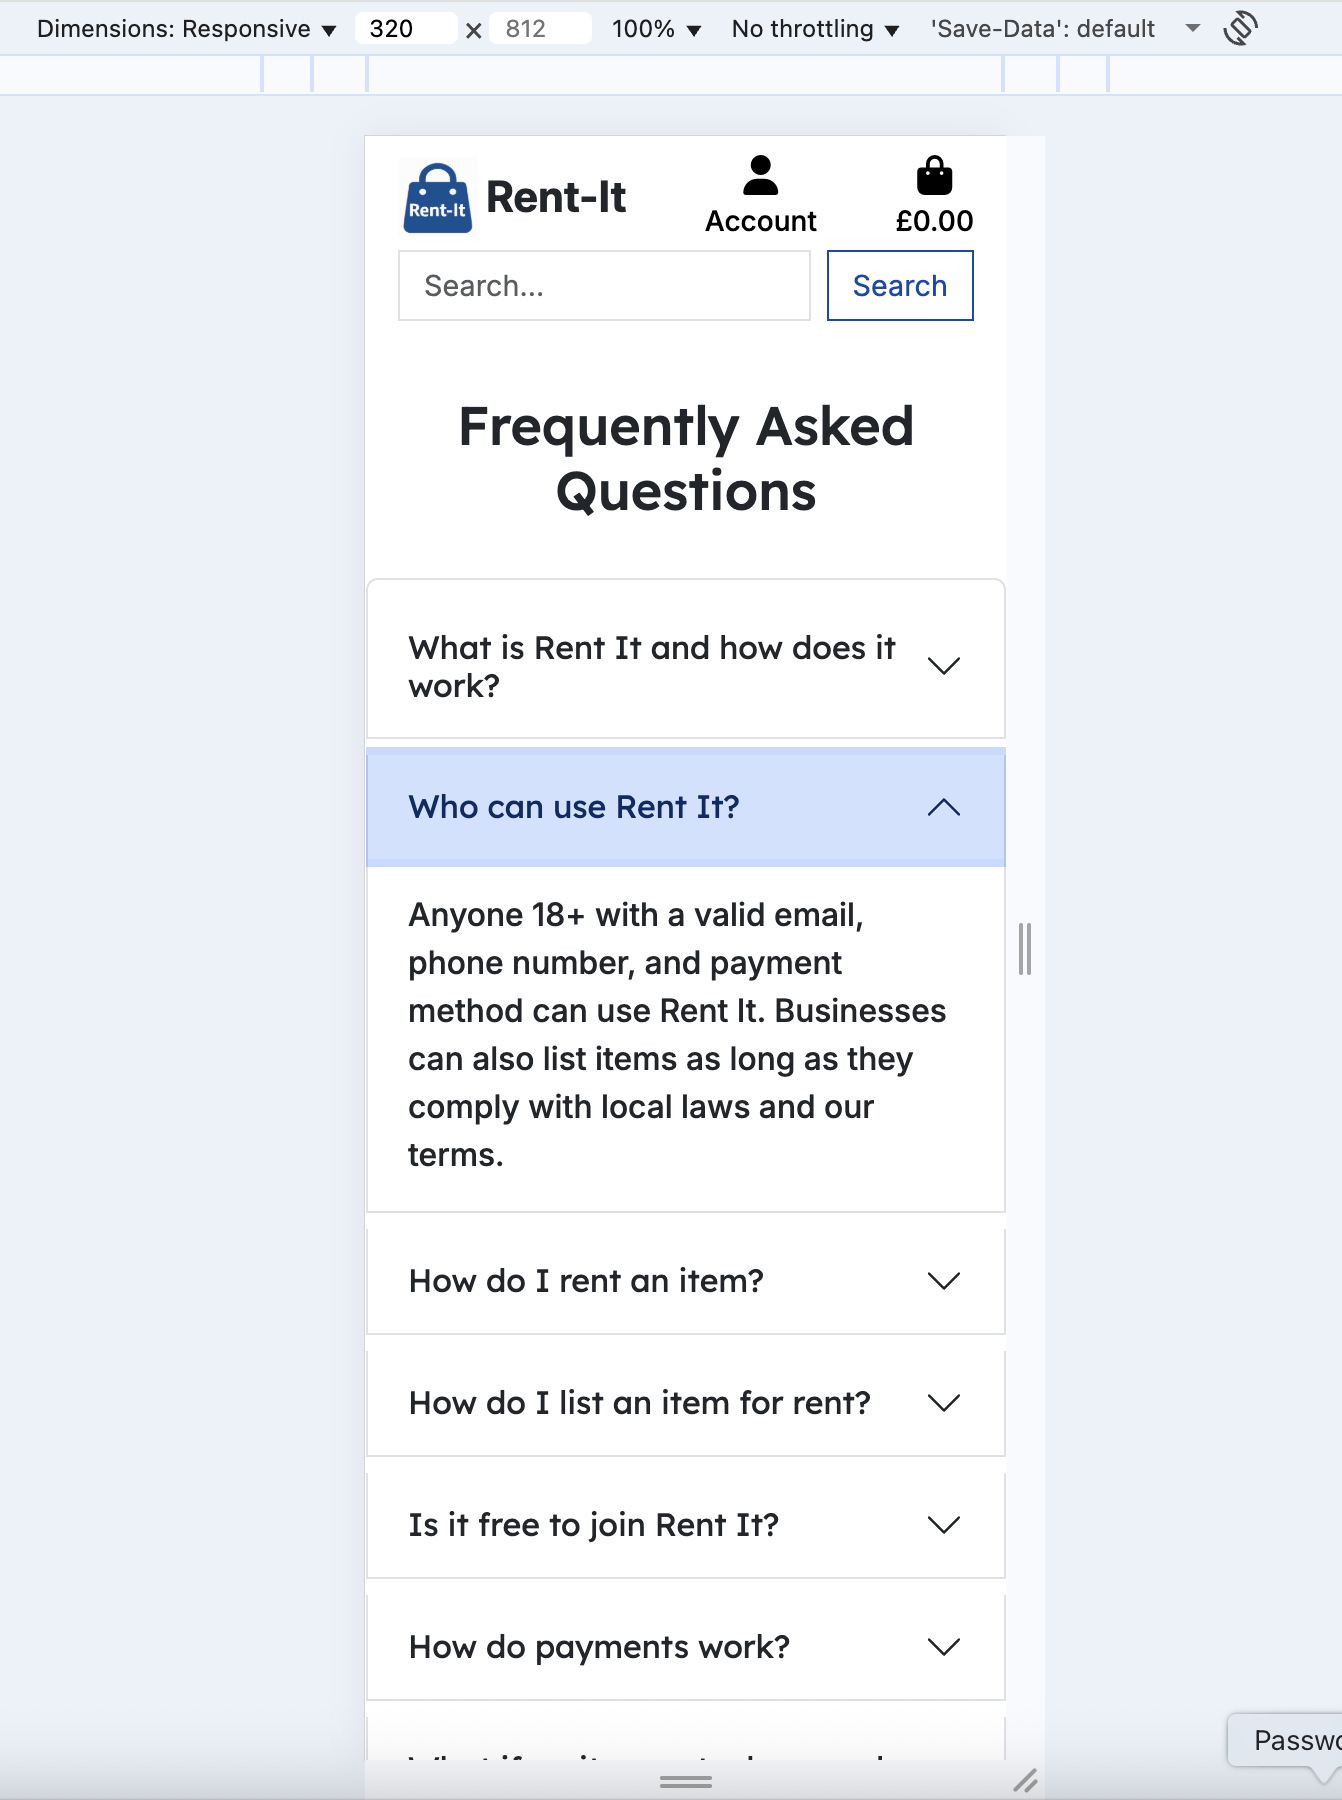 Dimensions: Responsive ▼ 320 × 812 100% ▼ No throttling ▼ 'Save-Data': default
Rent-It Rent-It
Account £0.00
Search... Search
Frequently Asked
Questions
What is Rent It and how does it
work?
Who can use Rent It?
Anyone 18+ with a valid email,
phone number, and payment
method can use Rent It. Businesses
can also list items as long as they
comply with local laws and our
terms.
How do I rent an item?
How do I list an item for rent?
Is it free to join Rent It?
How do payments work?
Passwo